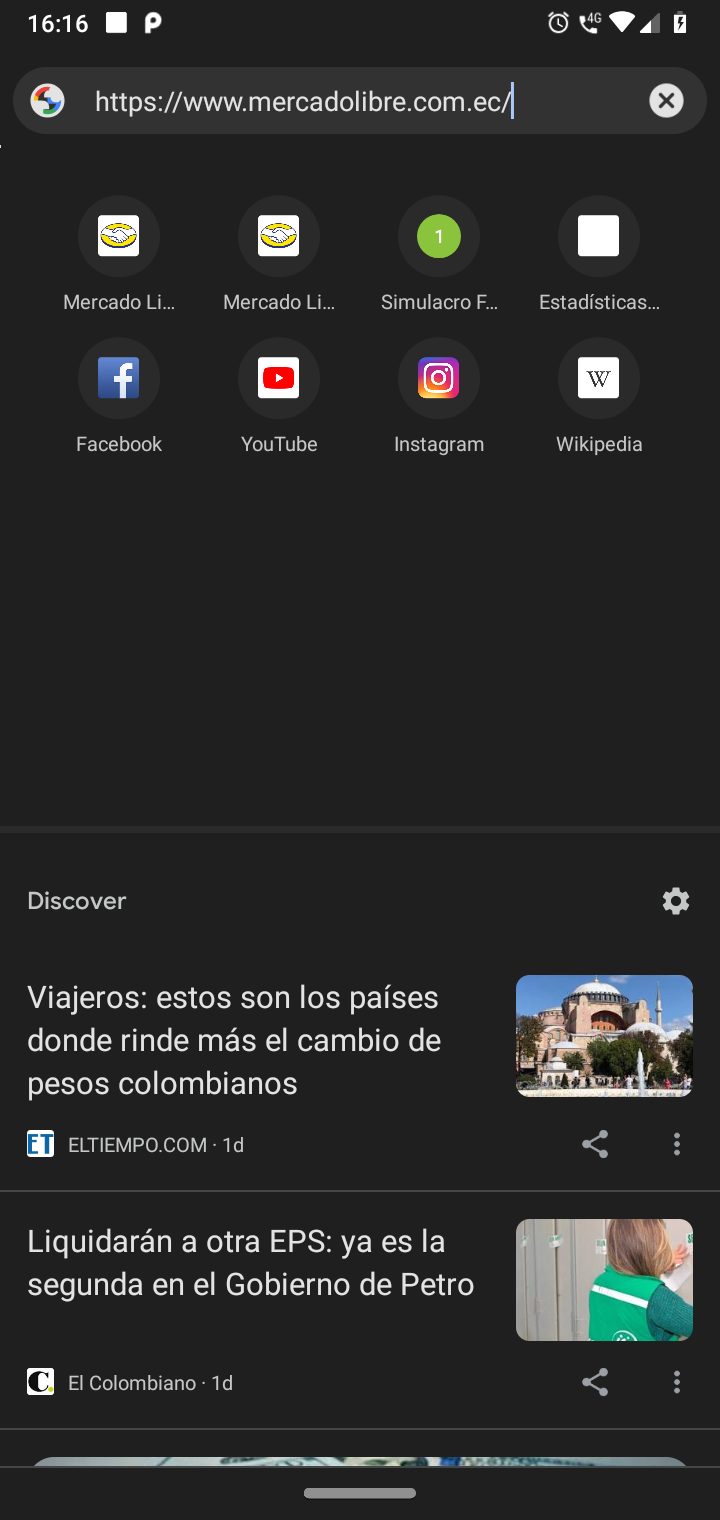 16:16
4G
https://www.mercadolibre.com.ec/
1
Mercado Li...
Mercado Li...
Simulacro F...
Estadísticas...
W
Facebook
YouTube
Instagram
Wikipedia
Discover
Viajeros: estos son los países
donde rinde más el cambio de
pesos colombianos
ET ELTIEMPO.COM · 1d
Liquidarán a otra EPS: ya es la
segunda en el Gobierno de Petro
C El Colombiano · 1d